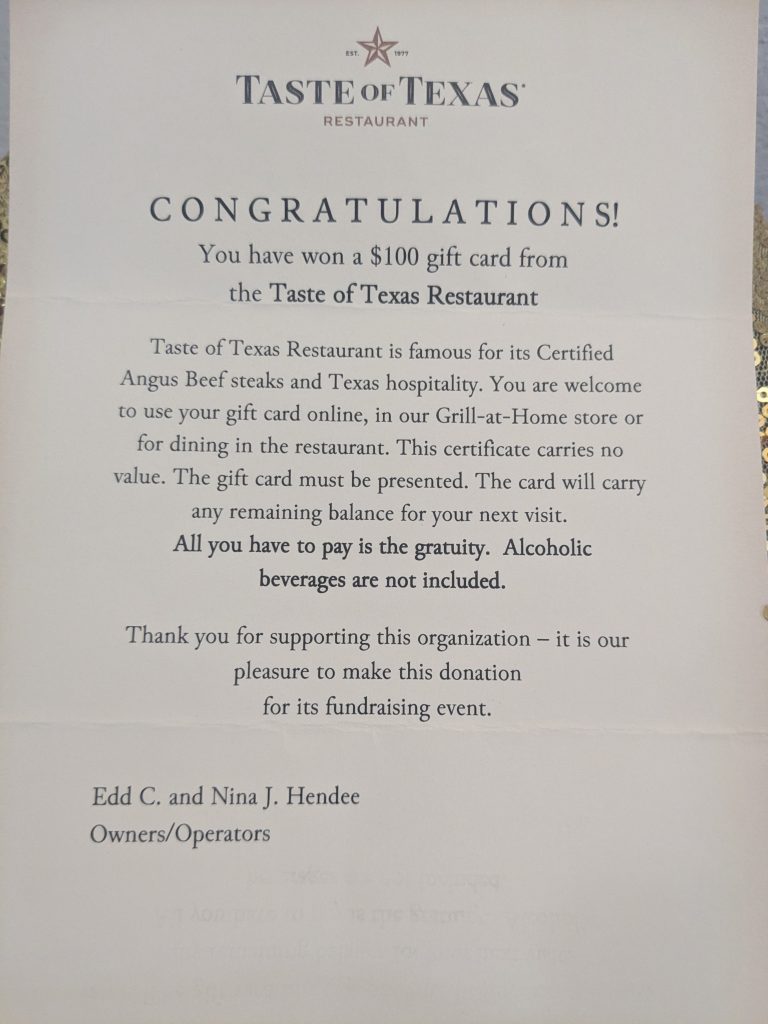 EST. 1977
TASTE OF TEXAS
RESTAURANT
CONGRATULATIONS!
You have won a $100 gift card from
the Taste of Texas Restaurant
Taste of Texas Restaurant is famous for its Certified
Angus Beef steaks and Texas hospitality. You are welcome
to use your gift card online, in our Grill-at-Home store or
for dining in the restaurant. This certificate carries no
value. The gift card must be presented. The card will carry
any remaining balance for your next visit.
All you have to pay is the gratuity. Alcoholic
beverages are not included.
Thank you for supporting this organization – it is our
pleasure to make this donation
for its fundraising event.
Edd C. and Nina J. Hendee
Owners/Operators